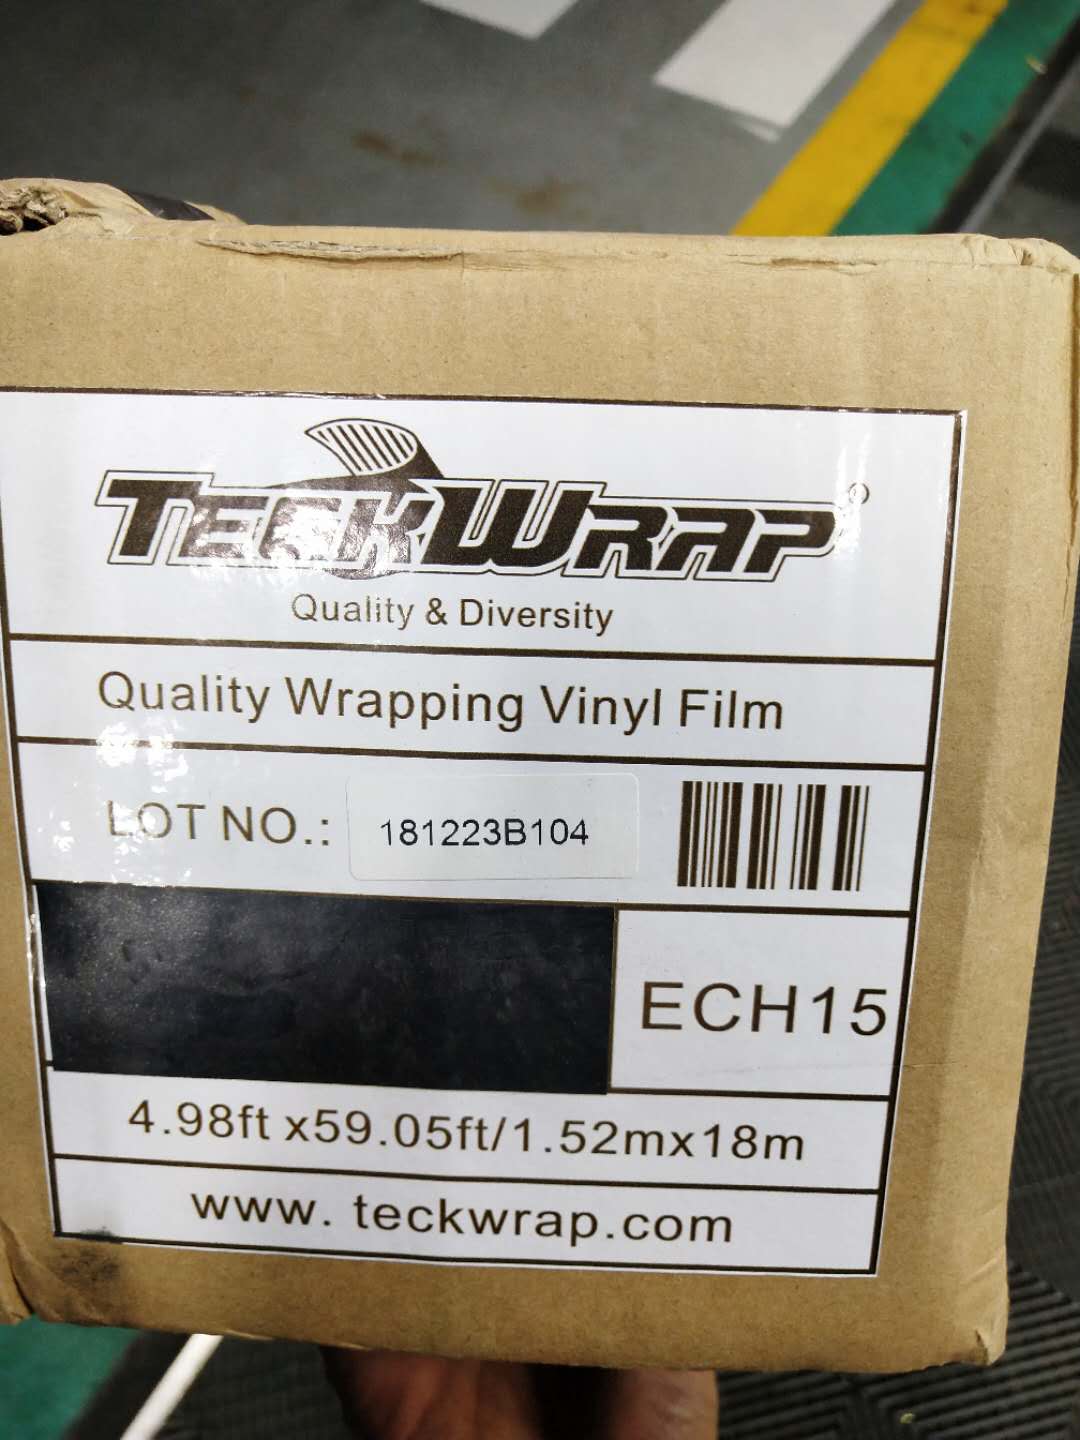 TECKWRAP®
Quality & Diversity
Quality Wrapping Vinyl Film
LOT NO.: 181223B104
ECH15
4.98ft x59.05ft/1.52mx18m
www. teckwrap.com